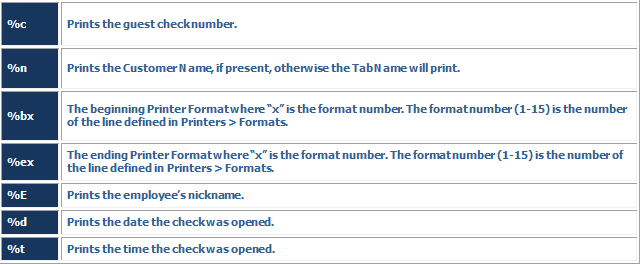 %c Prints the guest check number.
%n Prints the Customer Name, if present, otherwise the Tab Name will print.
%bx The beginning Printer Format where “x” is the format number. The format number (1-15) is the number
of the line defined in Printers > Formats.
%ex The ending Printer Format where “x” is the format number. The format number (1-15) is the number of
the line defined in Printers > Formats.
%E Prints the employee’s nickname.
%d Prints the date the check was opened.
%t Prints the time the check was opened.